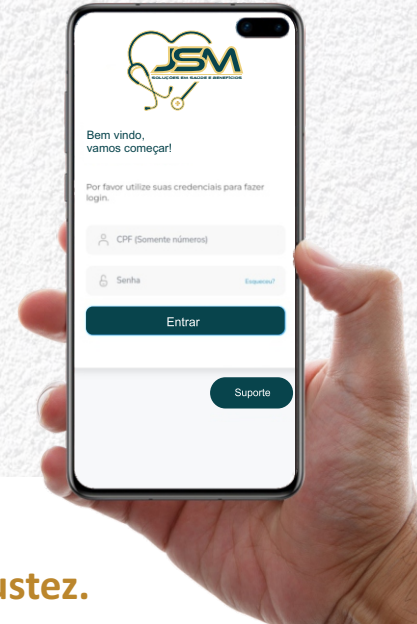 JSM
SOLUÇÕES EM SAÚDE E BENEFÍCIOS
Bem vindo,
vamos começar!
Por favor utilize suas credenciais para fazer
login.
CPF (Somente números)
Senha
Esqueceu?
Entrar
Suporte
ustez.